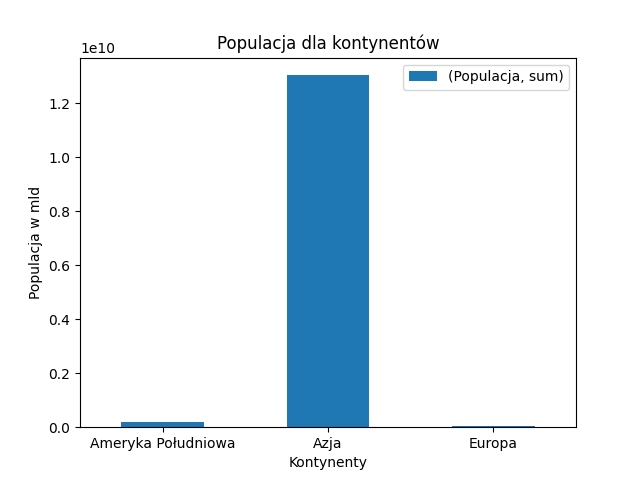 Populacja dla kontynentów
1e10
(Populacja, sum)
1.2
1.0
0.8
0.6
0.4
0.2
0.0
Populacja w mld
Ameryka Południowa
Azja
Europa
Kontynenty